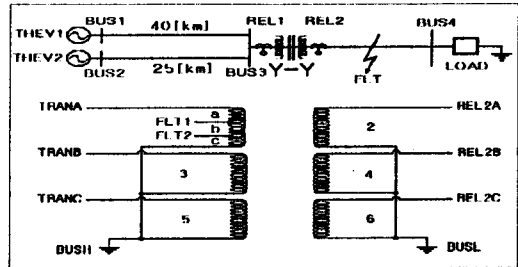 BUS1 40[km] REL1 REL2 BUS4
THEV1
THEV2
BUS2 25[km] BUS3 Y-Y FLT LOAD
TRANA a REL2A
FLT1 b 2
FLT2 c
TRANB REL2B
3 4
TRANC REL2C
5 6
BUSH BUSL